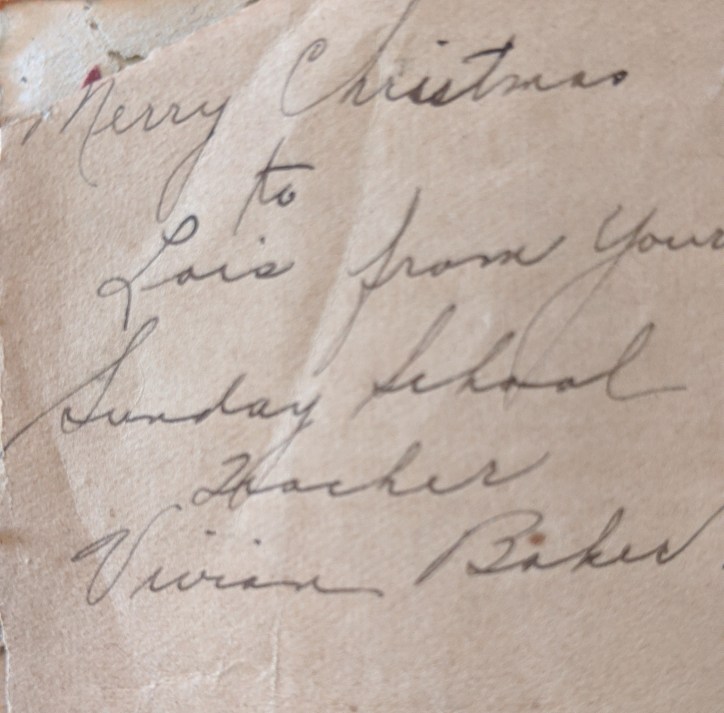 Merry Christmas
to
Lois from Your
Sunday School
Teacher
Vivian Baker.